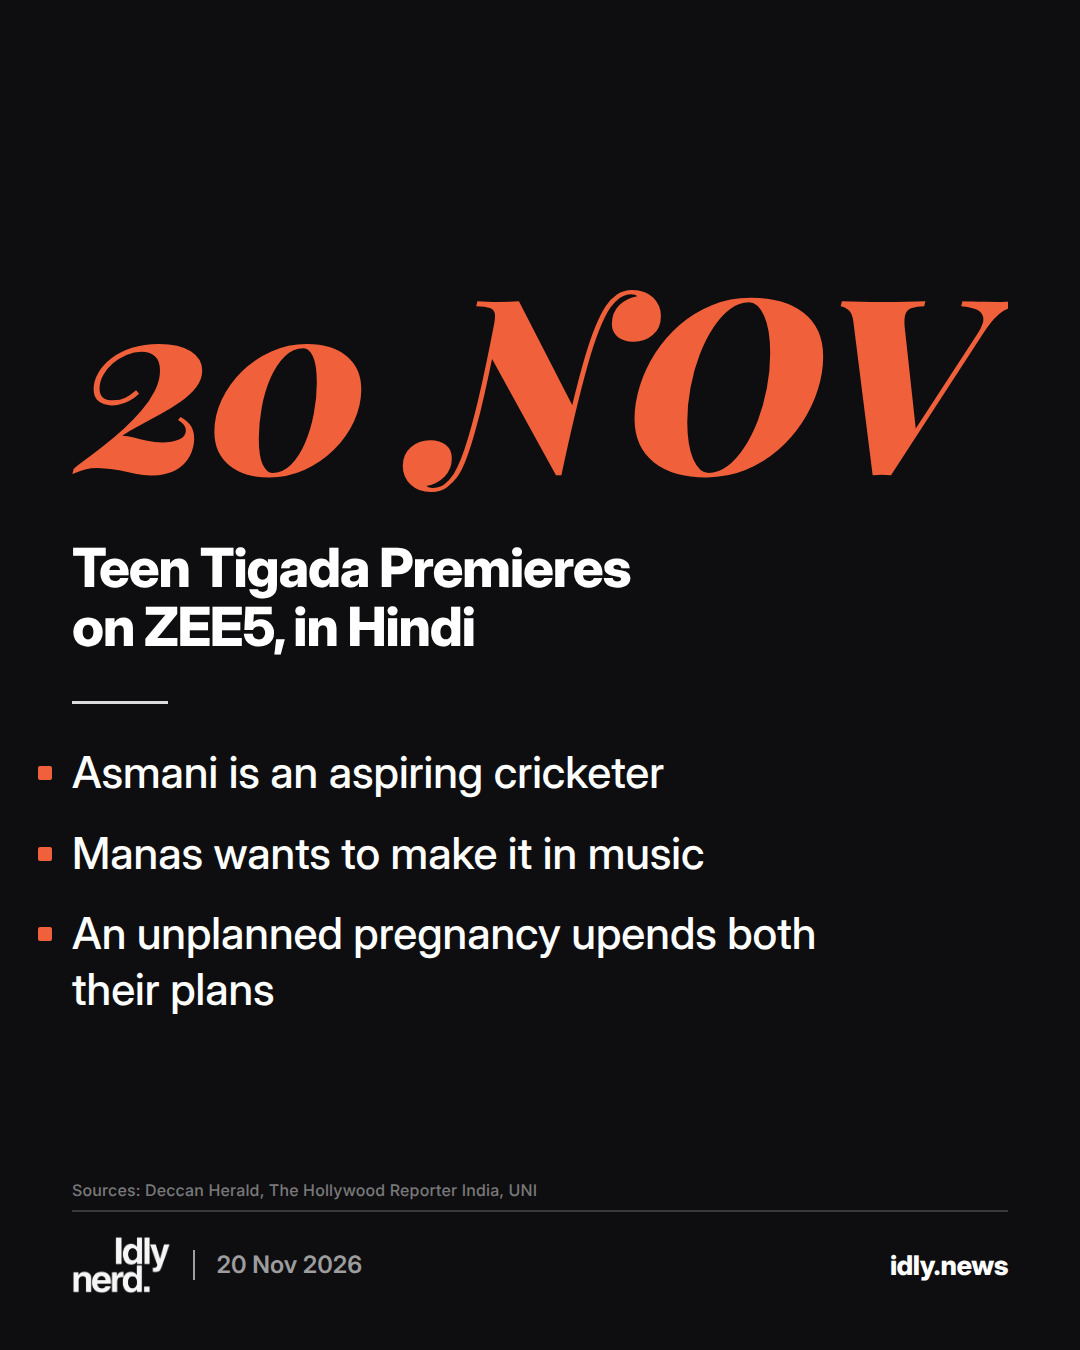 20 NOV
Teen Tigada Premieres
on ZEE5, in Hindi
Asmani is an aspiring cricketer
Manas wants to make it in music
An unplanned pregnancy upends both
their plans
Sources: Deccan Herald, The Hollywood Reporter India, UNI
Idly
nerd.
20 Nov 2026
idly.news